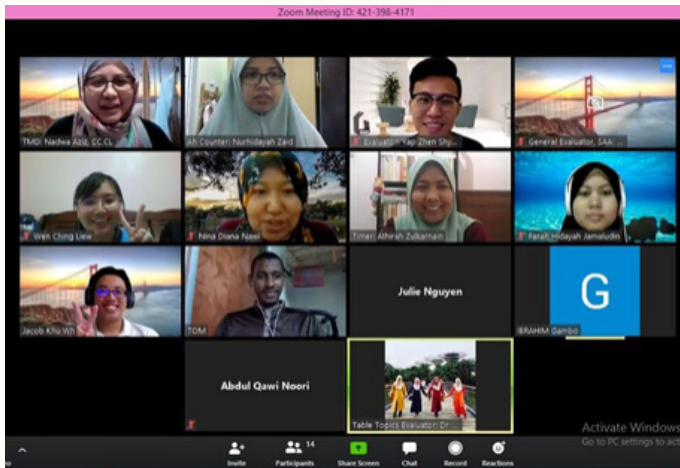 Zoom Meeting ID: 421-398-4171
TMD: Nadwa Aziz, CC,CL
Ah Counter: Nurhidayah Zaid
Evaluator: Yap Zhen Shy...
General Evaluator, SAA: ...
Wen Ching Liew
Nina Diana Nawi
Timer: Athirah Zulkarnain
Farah Hidayah Jamaludin
Jacob Khu Wh
TOM
Julie Nguyen
G
IBRAHIM Gambo
Abdul Qawi Noori
Table Topics Evaluator: Dr ...
Activate Windows
Go to PC settings to act
14
Invite
Participants
Share Screen
Chat
Record
Reactions